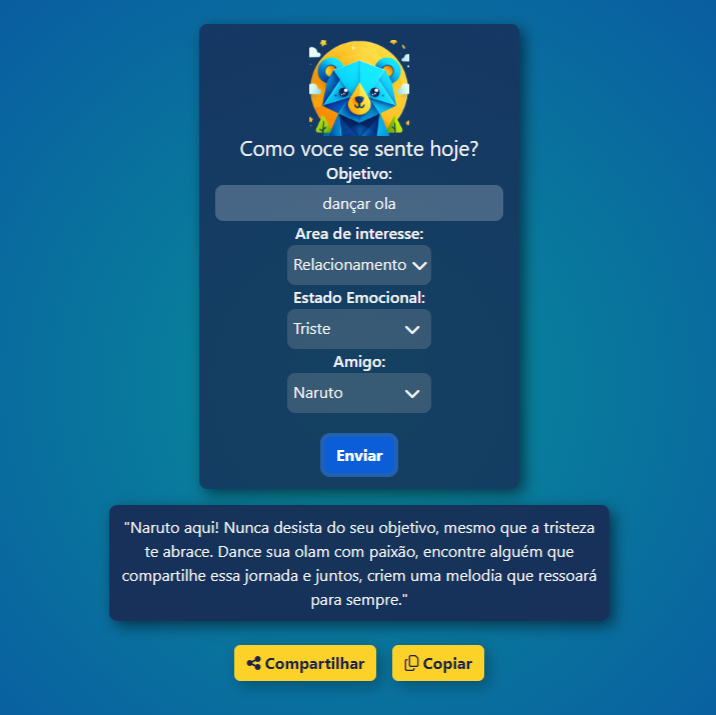 Como voce se sente hoje?
Objetivo:
dançar ola
Area de interesse:
Relacionamento
Estado Emocional:
Triste
Amigo:
Naruto
Enviar
"Naruto aqui! Nunca desista do seu objetivo, mesmo que a tristeza
te abrace. Dance sua olam com paixão, encontre alguém que
compartilhe essa jornada e juntos, criem uma melodia que ressoará
para sempre."
Compartilhar
Copiar